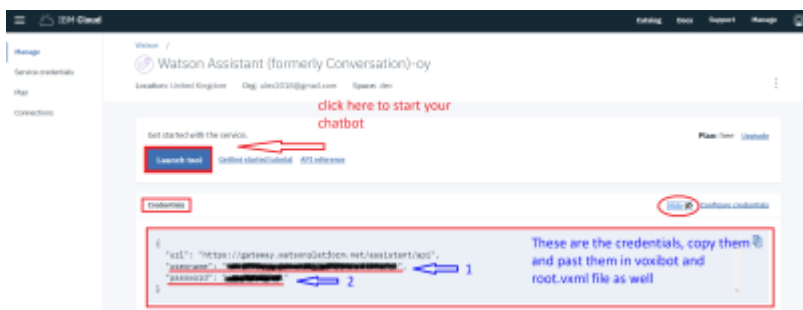 IBM Cloud
Catalog Docs Support Manage
Manage
Service credentials
Plan
Connections
Watson /
Watson Assistant (formerly Conversation)-oy
Location: United Kingdom Org: Space: dev
click here to start your
chatbot
Get started with the service.
Plan: Upgrade
Launch tool Getting started tutorial API reference
Credentials
Hide Configure credentials
{
"url": "https://gateway.watsonplatform.net/assistant/api",
"username": "
"password": "
}
1
2
These are the credentials, copy them
and past them in voxibot and
root.vxml file as well